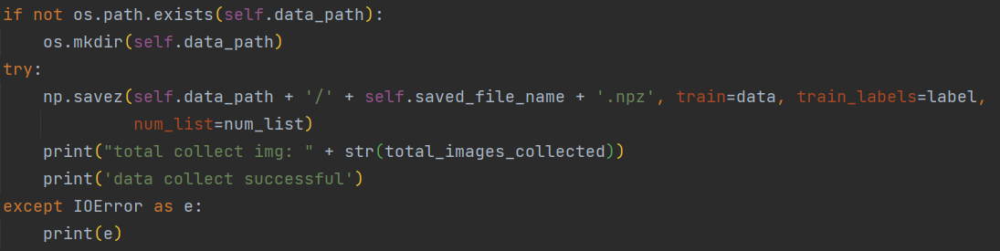 if not os.path.exists(self.data_path):
    os.mkdir(self.data_path)
try:
    np.savez(self.data_path + '/' + self.saved_file_name + '.npz', train=data, train_labels=label,
             num_list=num_list)
    print("total collect img: " + str(total_images_collected))
    print('data collect successful')
except IOError as e:
    print(e)